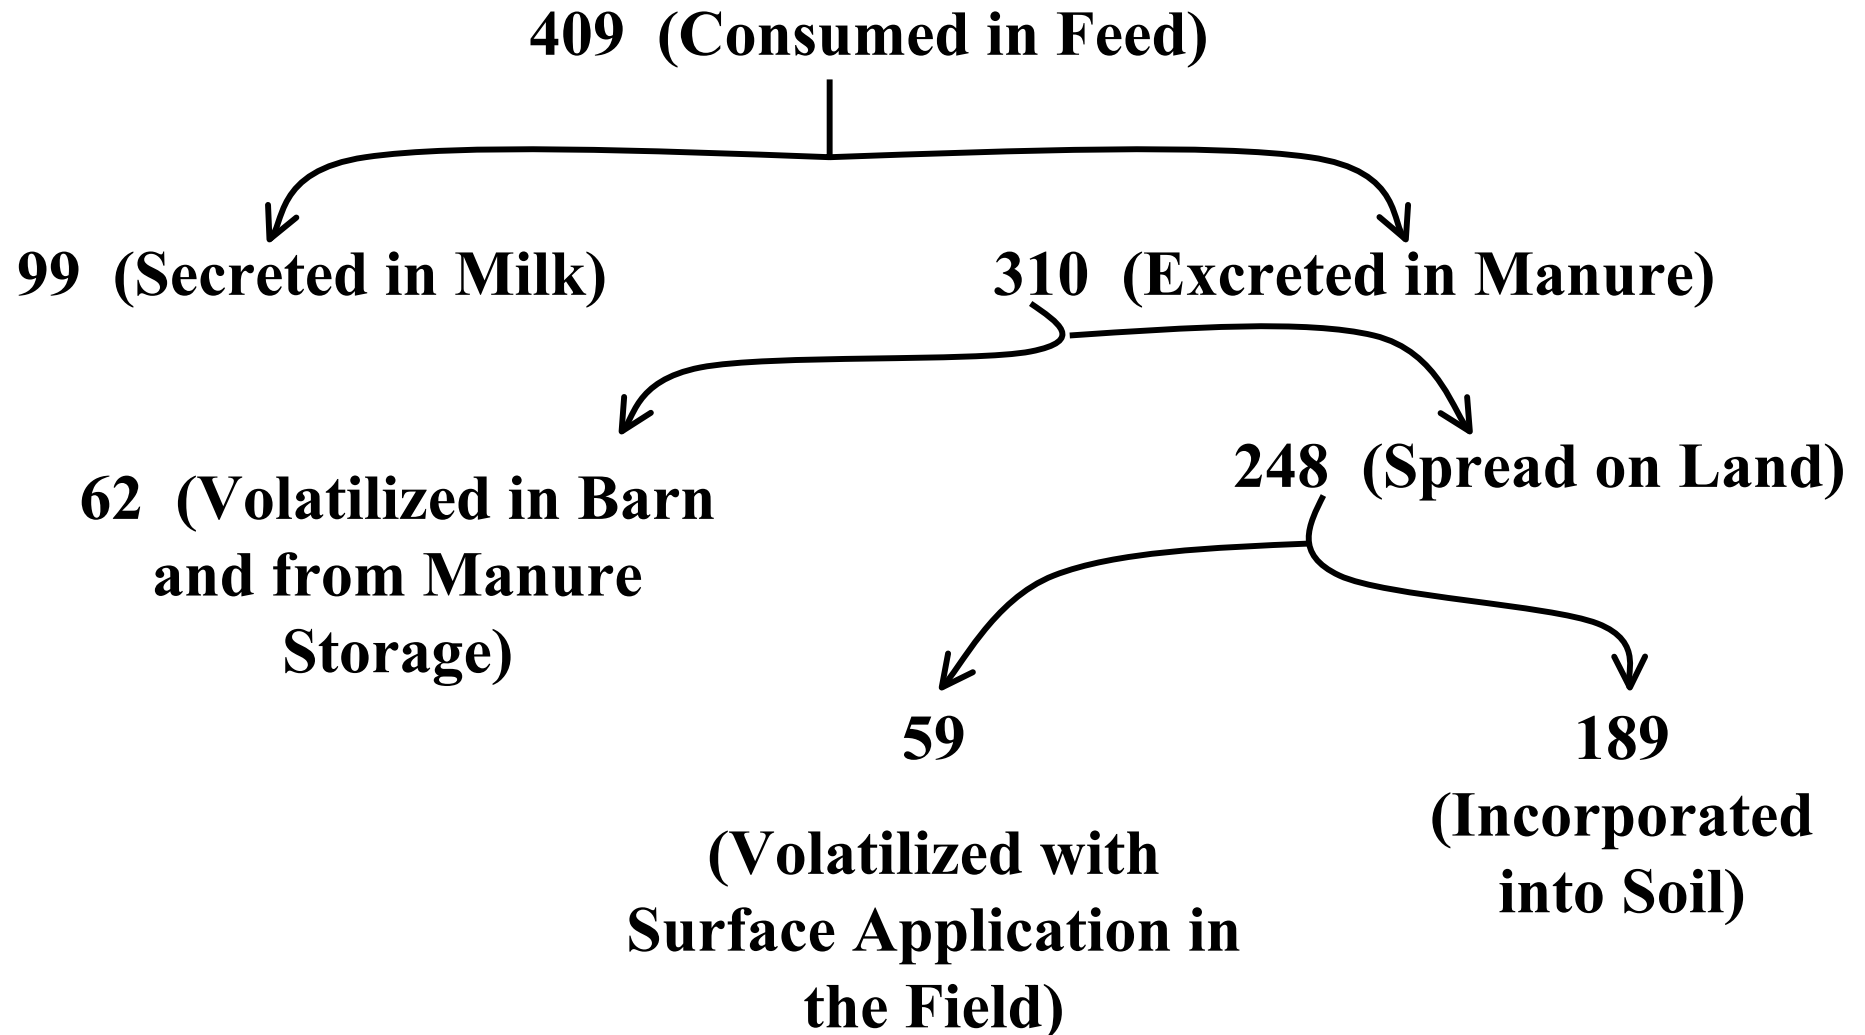 409 (Consumed in Feed)
99 (Secreted in Milk)
310 (Excreted in Manure)
62 (Volatilized in Barn
and from Manure
Storage)
248 (Spread on Land)
59
(Volatilized with
Surface Application in
the Field)
189
(Incorporated
into Soil)